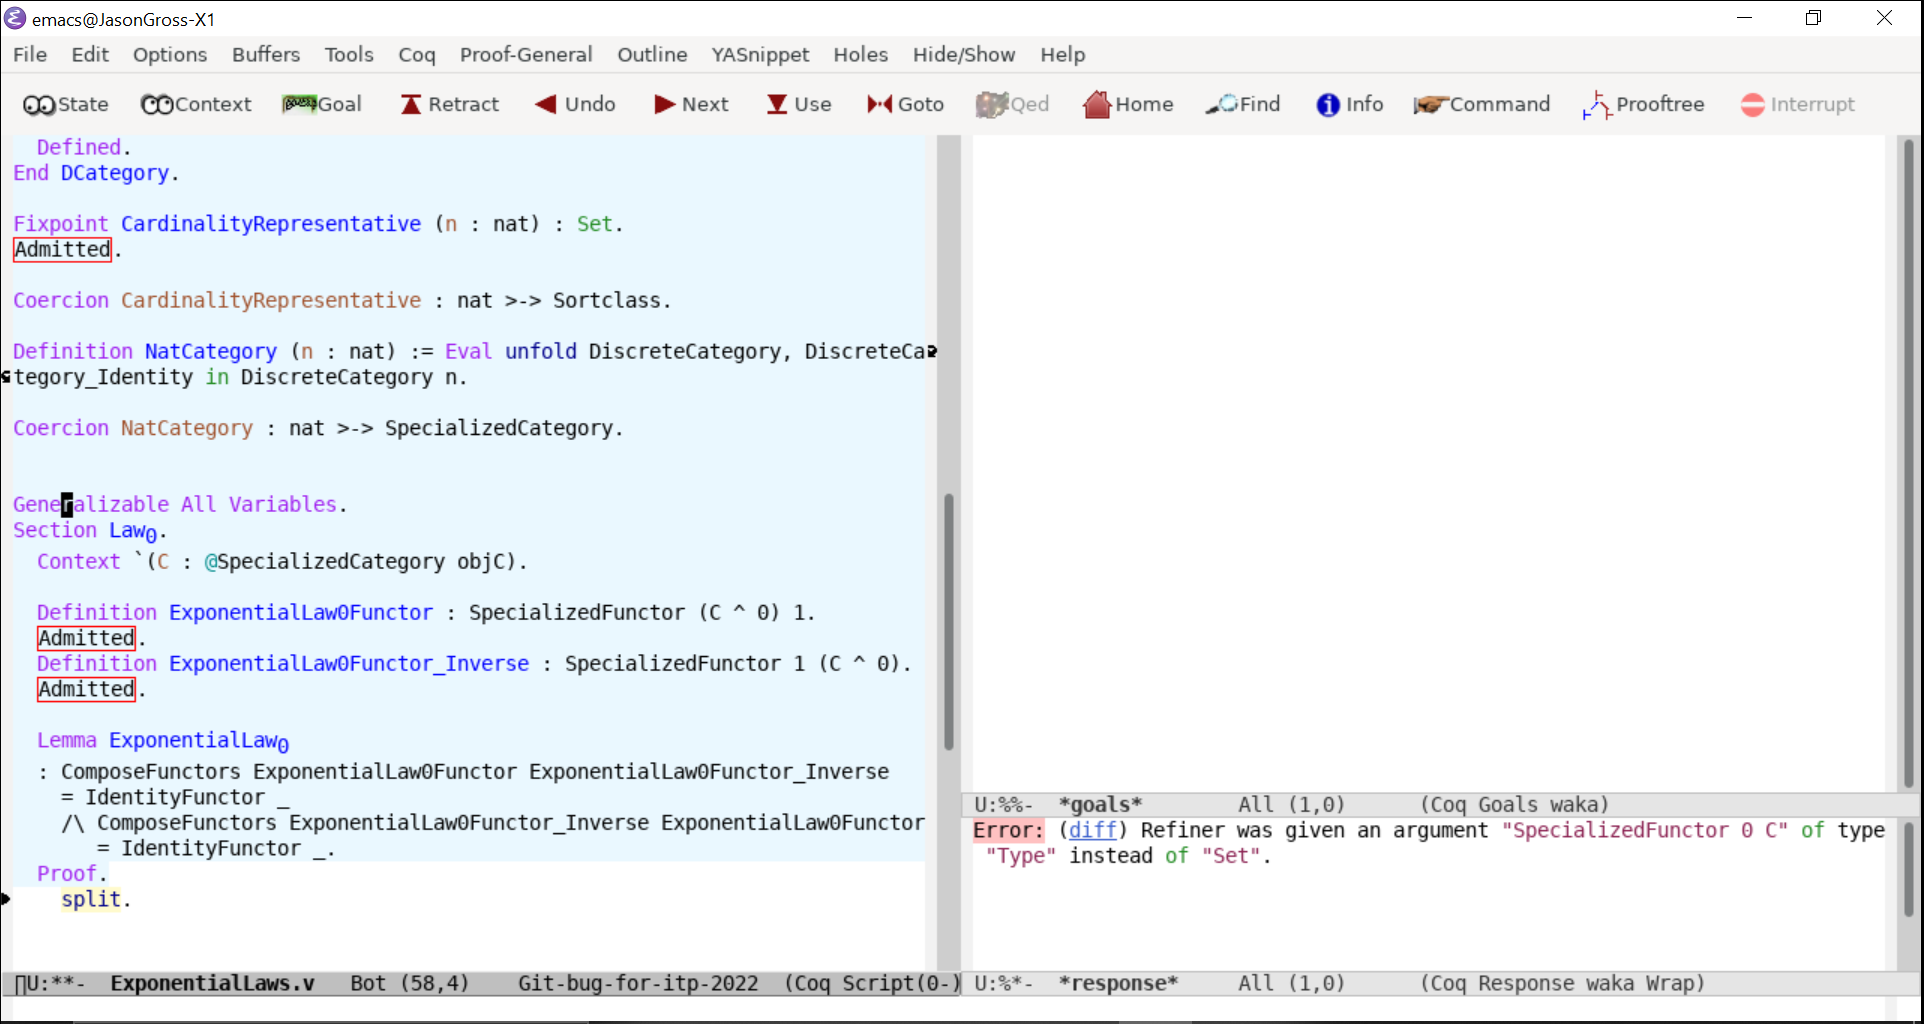 emacs@JasonGross-X1
File Edit Options Buffers Tools Coq Proof-General Outline YASnippet Holes Hide/Show Help
State Context Goal Retract Undo Next Use Goto Qed Home Find Info Command Prooftree Interrupt
Defined.
End DCategory.
Fixpoint CardinalityRepresentative (n : nat) : Set.
Admitted.
Coercion CardinalityRepresentative : nat >-> Sortclass.
Definition NatCategory (n : nat) := Eval unfold DiscreteCategory, DiscreteCa
tegory_Identity in DiscreteCategory n.
Coercion NatCategory : nat >-> SpecializedCategory.
Generalizable All Variables.
Section Law₀.
Context `(C : @SpecializedCategory objC).
Definition ExponentialLaw0Functor : SpecializedFunctor (C ^ 0) 1.
Admitted.
Definition ExponentialLaw0Functor_Inverse : SpecializedFunctor 1 (C ^ 0).
Admitted.
Lemma ExponentialLaw₀
: ComposeFunctors ExponentialLaw0Functor ExponentialLaw0Functor_Inverse
= IdentityFunctor _
/\ ComposeFunctors ExponentialLaw0Functor_Inverse ExponentialLaw0Functor
= IdentityFunctor _.
Proof.
split.
U:**- ExponentialLaws.v Bot (58,4) Git-bug-for-itp-2022 (Coq Script(0-)
U:%%- *goals* All (1,0) (Coq Goals waka)
Error: (diff) Refiner was given an argument "SpecializedFunctor 0 C" of type
"Type" instead of "Set".
U:%*- *response* All (1,0) (Coq Response waka Wrap)